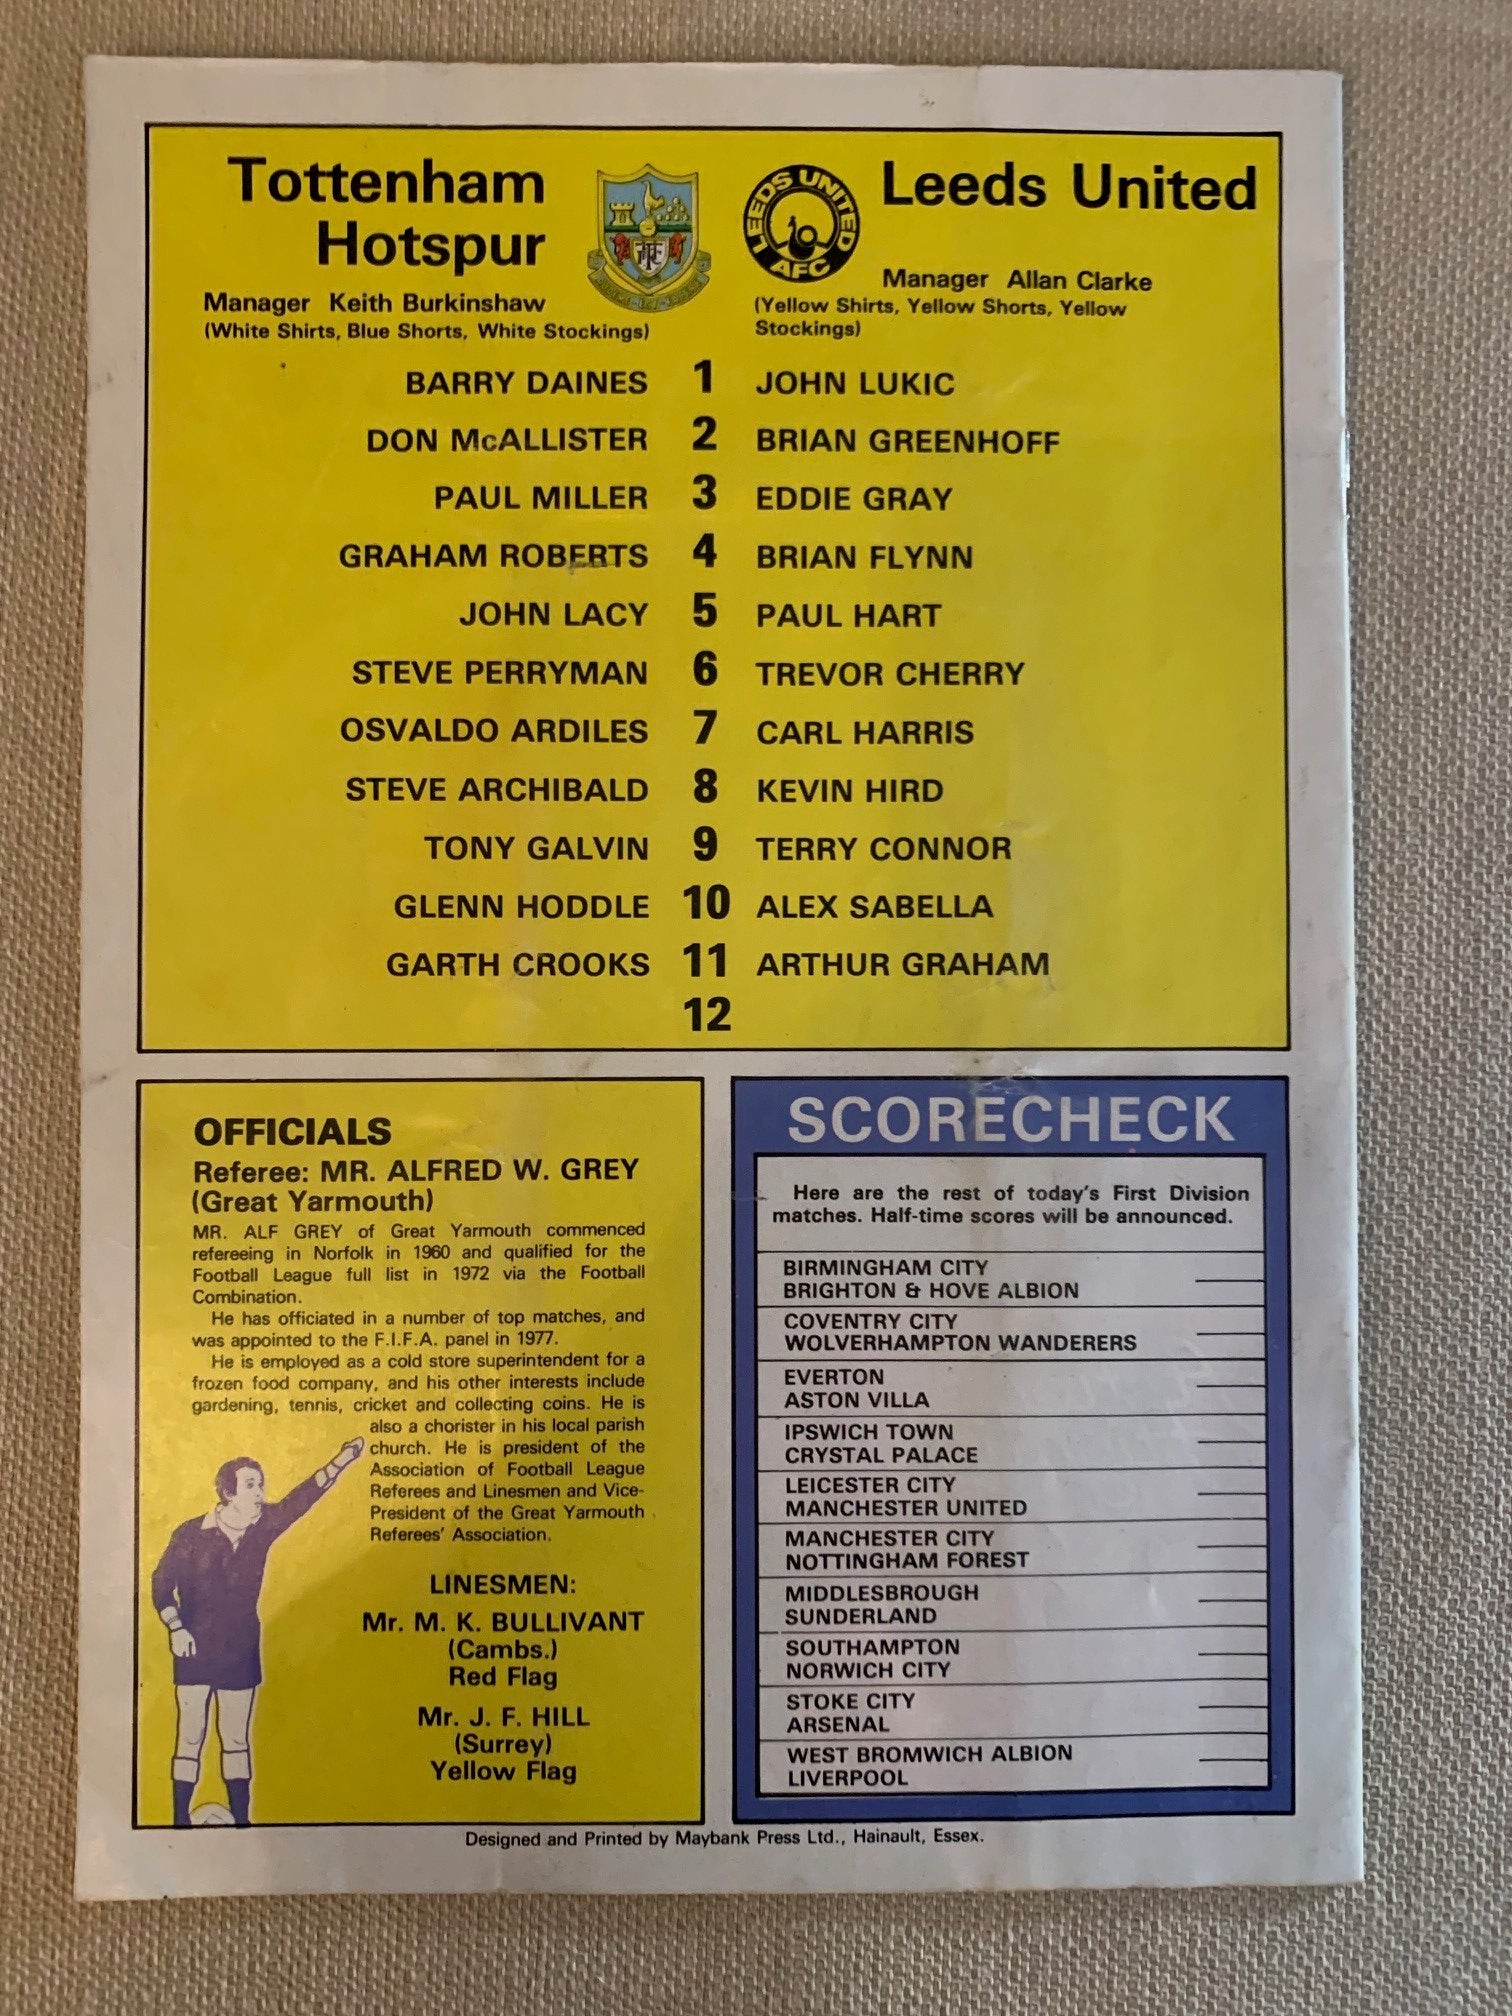 Tottenham
Hotspur
Manager Keith Burkinshaw
(White Shirts, Blue Shorts, White Stockings)
LEEDS UNITED
AFC
Leeds United
Manager Allan Clarke
(Yellow Shirts, Yellow Shorts, Yellow
Stockings)
BARRY DAINES 1 JOHN LUKIC
DON McALLISTER 2 BRIAN GREENHOFF
PAUL MILLER 3 EDDIE GRAY
GRAHAM ROBERTS 4 BRIAN FLYNN
JOHN LACY 5 PAUL HART
STEVE PERRYMAN 6 TREVOR CHERRY
OSVALDO ARDILES 7 CARL HARRIS
STEVE ARCHIBALD 8 KEVIN HIRD
TONY GALVIN 9 TERRY CONNOR
GLENN HODDLE 10 ALEX SABELLA
GARTH CROOKS 11 ARTHUR GRAHAM
12
OFFICIALS
Referee: MR. ALFRED W. GREY
(Great Yarmouth)
MR. ALF GREY of Great Yarmouth commenced
refereeing in Norfolk in 1960 and qualified for the
Football League full list in 1972 via the Football
Combination.
He has officiated in a number of top matches, and
was appointed to the F.I.F.A. panel in 1977.
He is employed as a cold store superintendent for a
frozen food company, and his other interests include
gardening, tennis, cricket and collecting coins. He is
also a chorister in his local parish
church. He is president of the
Association of Football League
Referees and Linesmen and Vice-
President of the Great Yarmouth
Referees' Association.
LINESMEN:
Mr. M. K. BULLIVANT
(Cambs.)
Red Flag
Mr. J. F. HILL
(Surrey)
Yellow Flag
SCORECHECK
Here are the rest of today's First Division
matches. Half-time scores will be announced.
BIRMINGHAM CITY
BRIGHTON & HOVE ALBION
COVENTRY CITY
WOLVERHAMPTON WANDERERS
EVERTON
ASTON VILLA
IPSWICH TOWN
CRYSTAL PALACE
LEICESTER CITY
MANCHESTER UNITED
MANCHESTER CITY
NOTTINGHAM FOREST
MIDDLESBROUGH
SUNDERLAND
SOUTHAMPTON
NORWICH CITY
STOKE CITY
ARSENAL
WEST BROMWICH ALBION
LIVERPOOL
Designed and Printed by Maybank Press Ltd., Hainault, Essex.